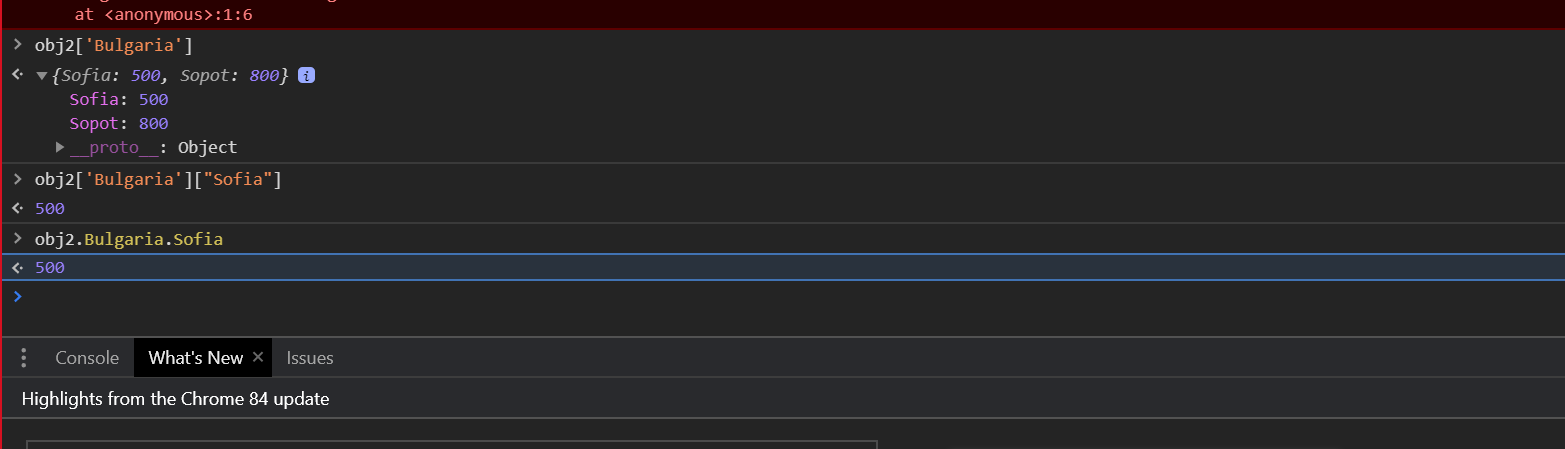 at <anonymous>:1:6
> obj2['Bulgaria']
{Sofia: 500, Sopot: 800} i
Sofia: 500
Sopot: 800
__proto__: Object
> obj2['Bulgaria']["Sofia"]
500
> obj2.Bulgaria.Sofia
500
>
Console What's New × Issues
Highlights from the Chrome 84 update